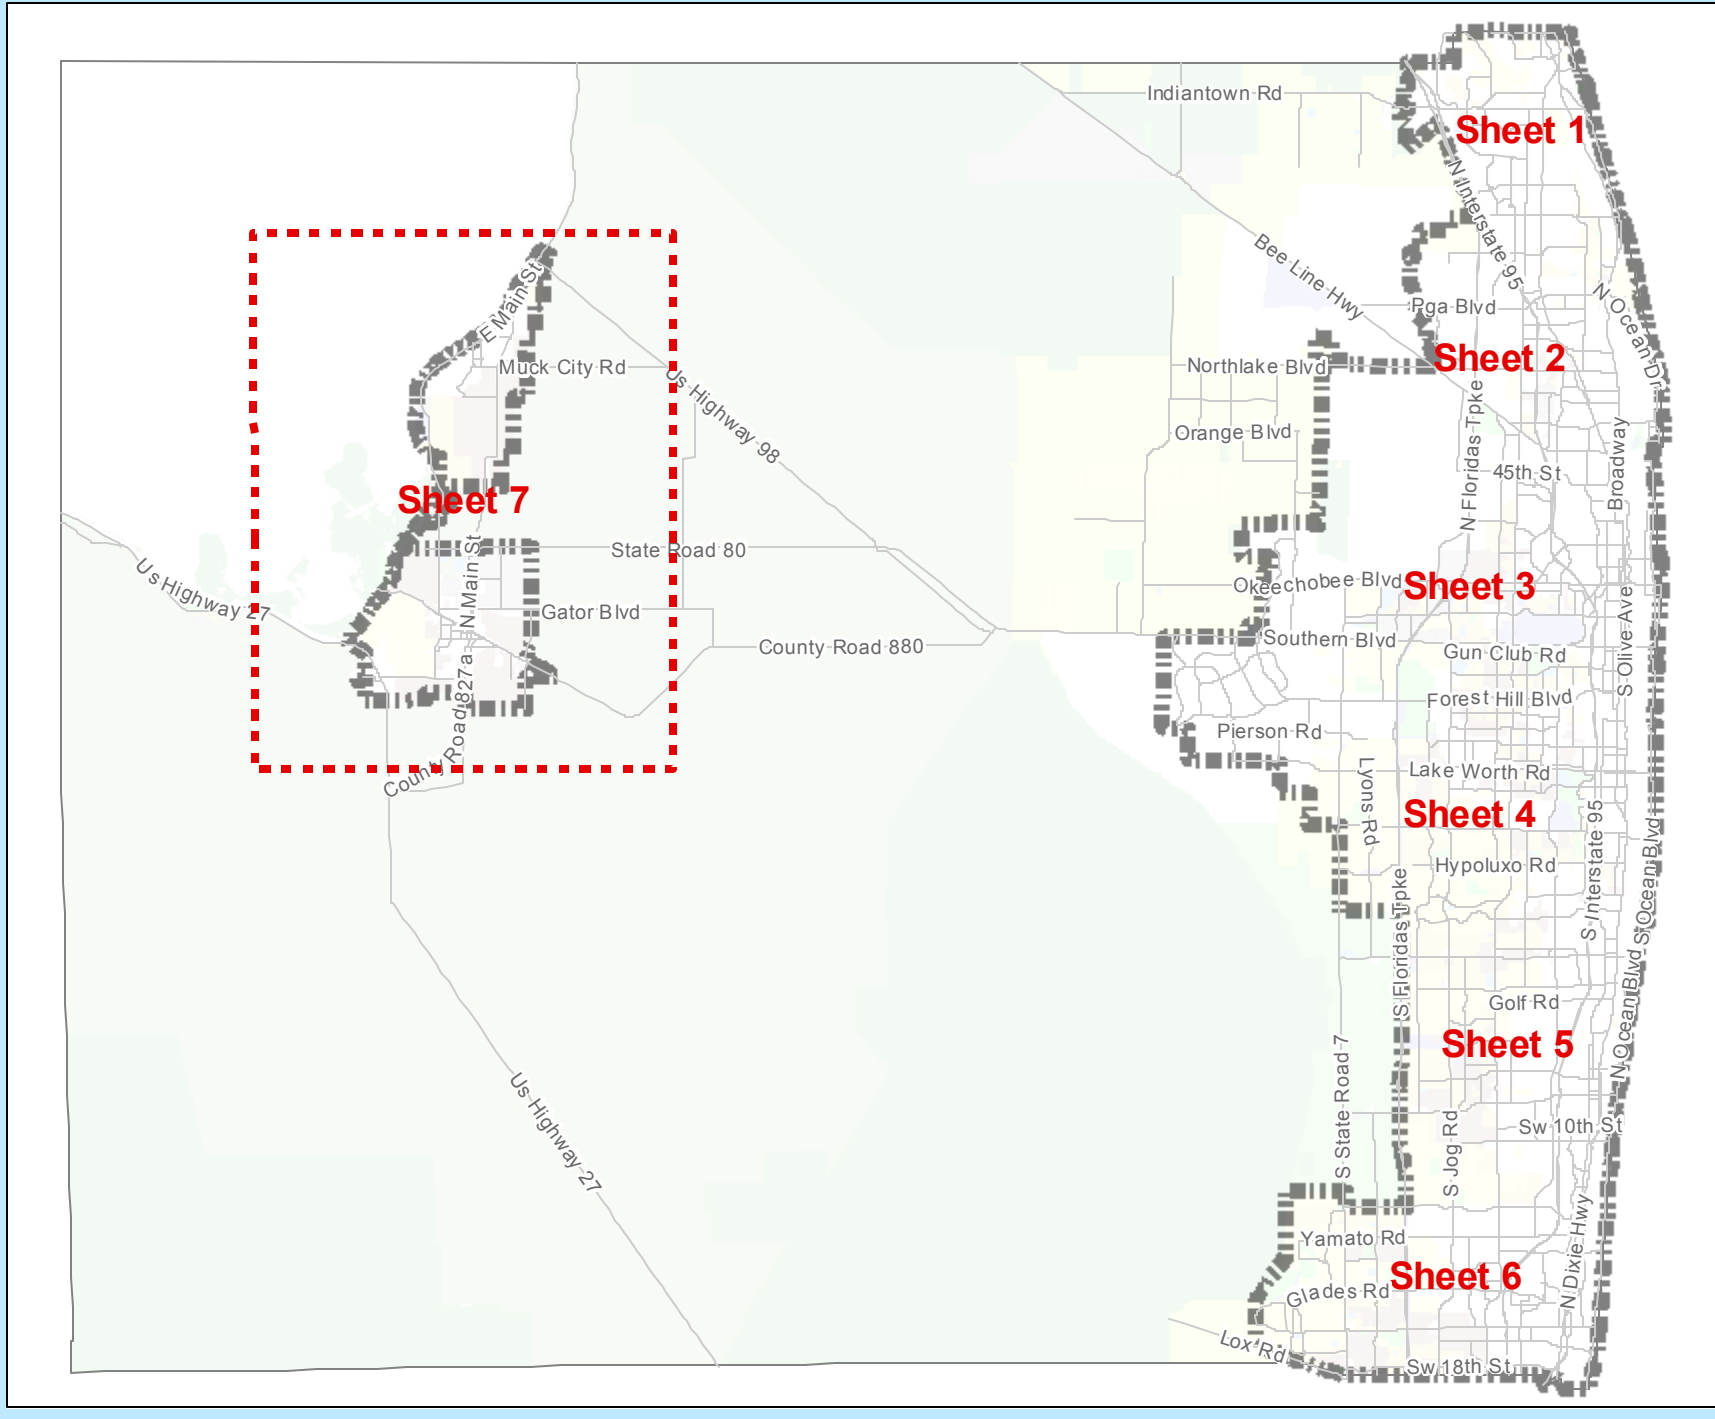 Indiantown Rd
Sheet 1
N Interstate 95
Bee Line Hwy
Pga Blvd
N Ocean Dr
E Main St
Muck City Rd
Us Highway 98
Northlake Blvd
Sheet 2
Orange Blvd
N Floridas Tpke
45th St
Broadway
Sheet 7
State Road 80
N Main St
Us Highway 27
Gator Blvd
Okeechobee Blvd
Sheet 3
County Road 880
Southern Blvd
Gun Club Rd
S Olive Ave
Forest Hill Blvd
County Road 827a
Pierson Rd
Lake Worth Rd
Lyons Rd
Sheet 4
Hypoluxo Rd
S Interstate 95
S Ocean Blvd
S Floridas Tpke
N Ocean Blvd
Golf Rd
Sheet 5
S State Road 7
Us Highway 27
S Jog Rd
Sw 10th St
Yamato Rd
Sheet 6
Glades Rd
N Dixie Hwy
Lox Rd
Sw 18th St